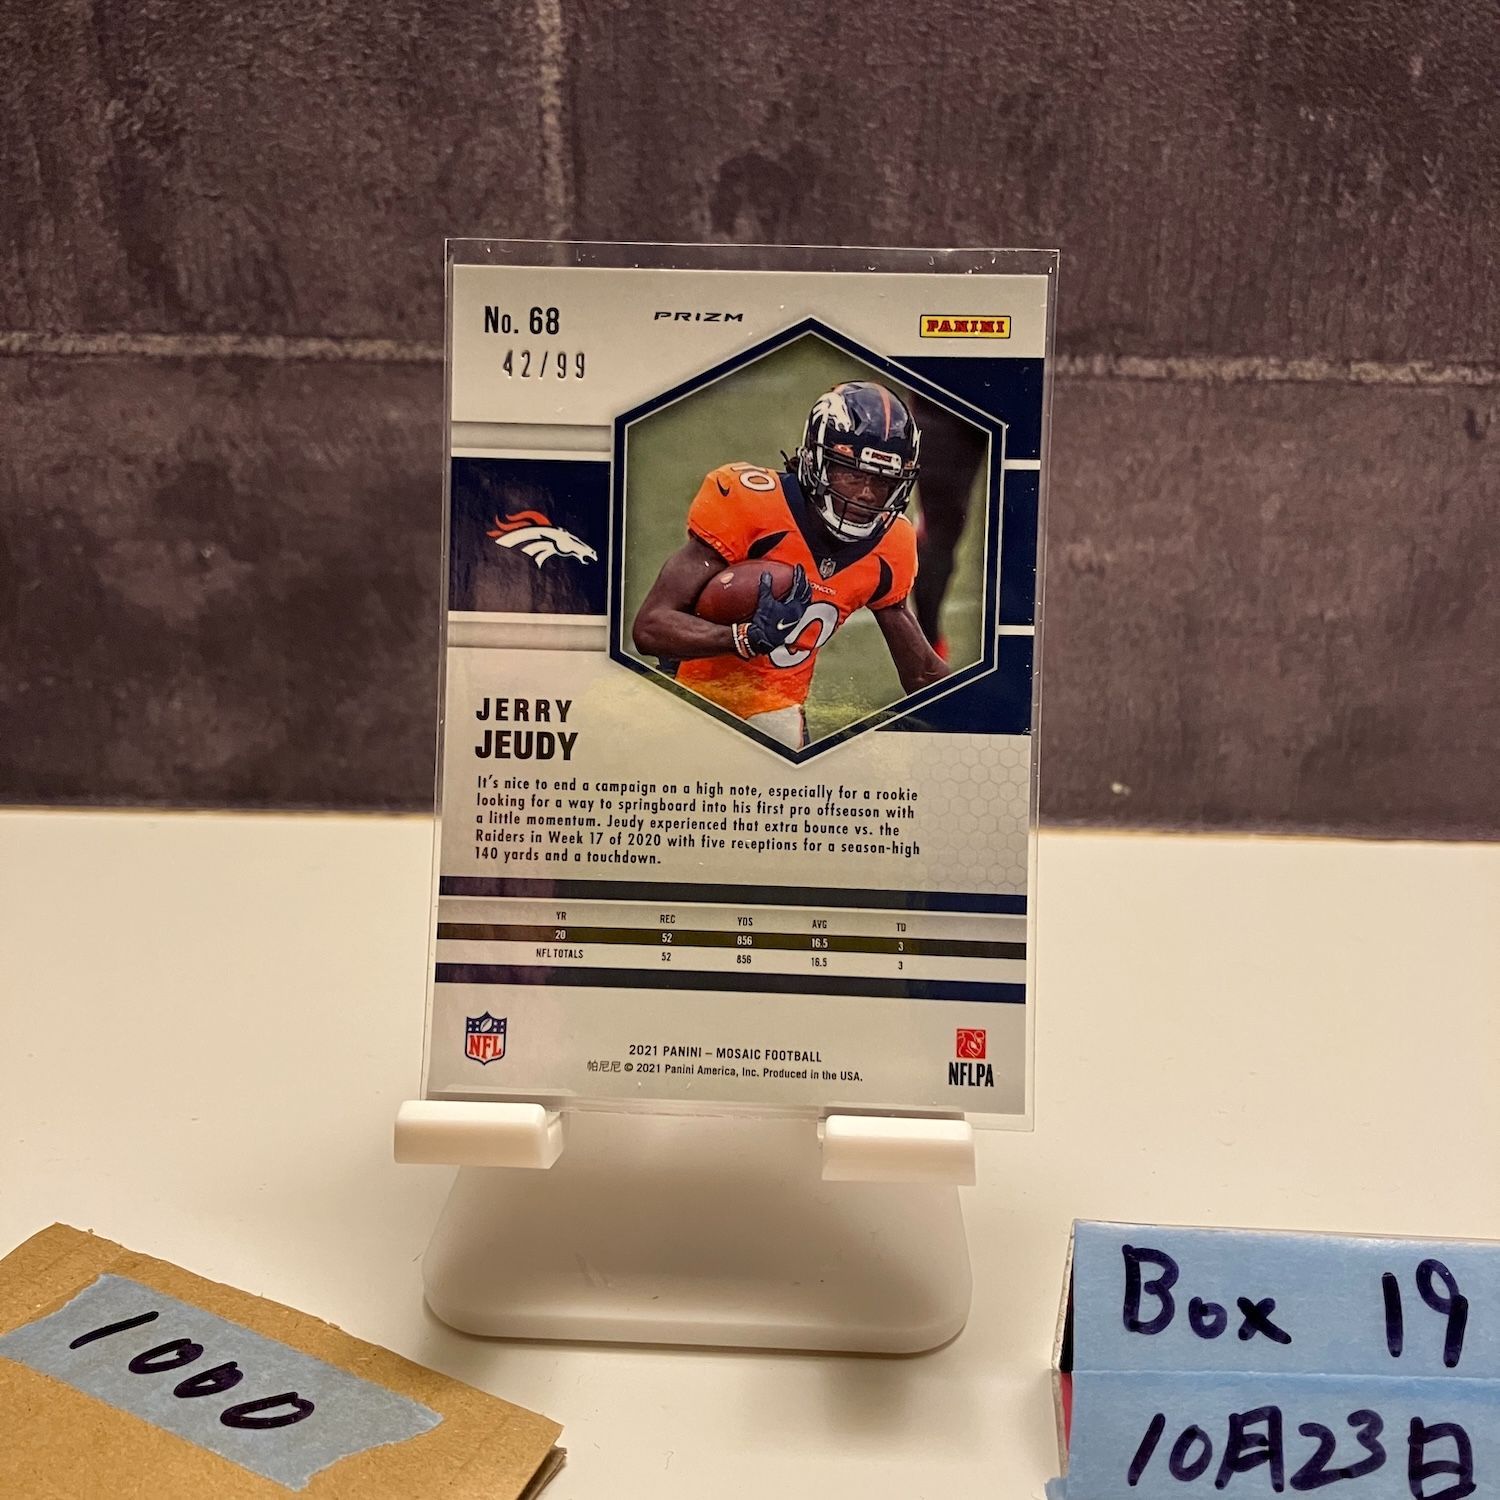 No. 68
PRIZM
PANINI
42/99
10
BRONCOS
JERRY
JEUDY
It's nice to end a campaign on a high note, especially for a rookie
looking for a way to springboard into his first pro offseason with
a little momentum. Jeudy experienced that extra bounce vs. the
Raiders in Week 17 of 2020 with five receptions for a season-high
140 yards and a touchdown.
YR REC YDS AVG TD
20 52 856 16.5 3
NFL TOTALS 52 856 16.5 3
NFL
2021 PANINI – MOSAIC FOOTBALL
帕尼尼 © 2021 Panini America, Inc. Produced in the USA.
NFLPA
1000
Box 19
10月23日